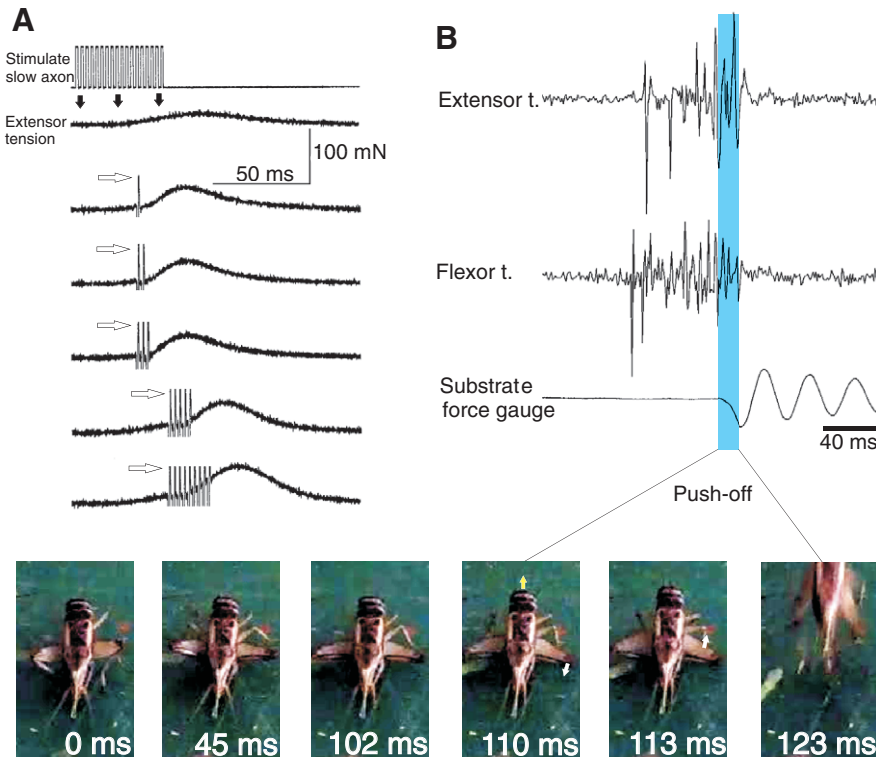 A
Stimulate
slow axon
Extensor
tension
100 mN
50 ms
B
Extensor t.
Flexor t.
Substrate
force gauge
40 ms
Push-off
0 ms
45 ms
102 ms
110 ms
113 ms
123 ms